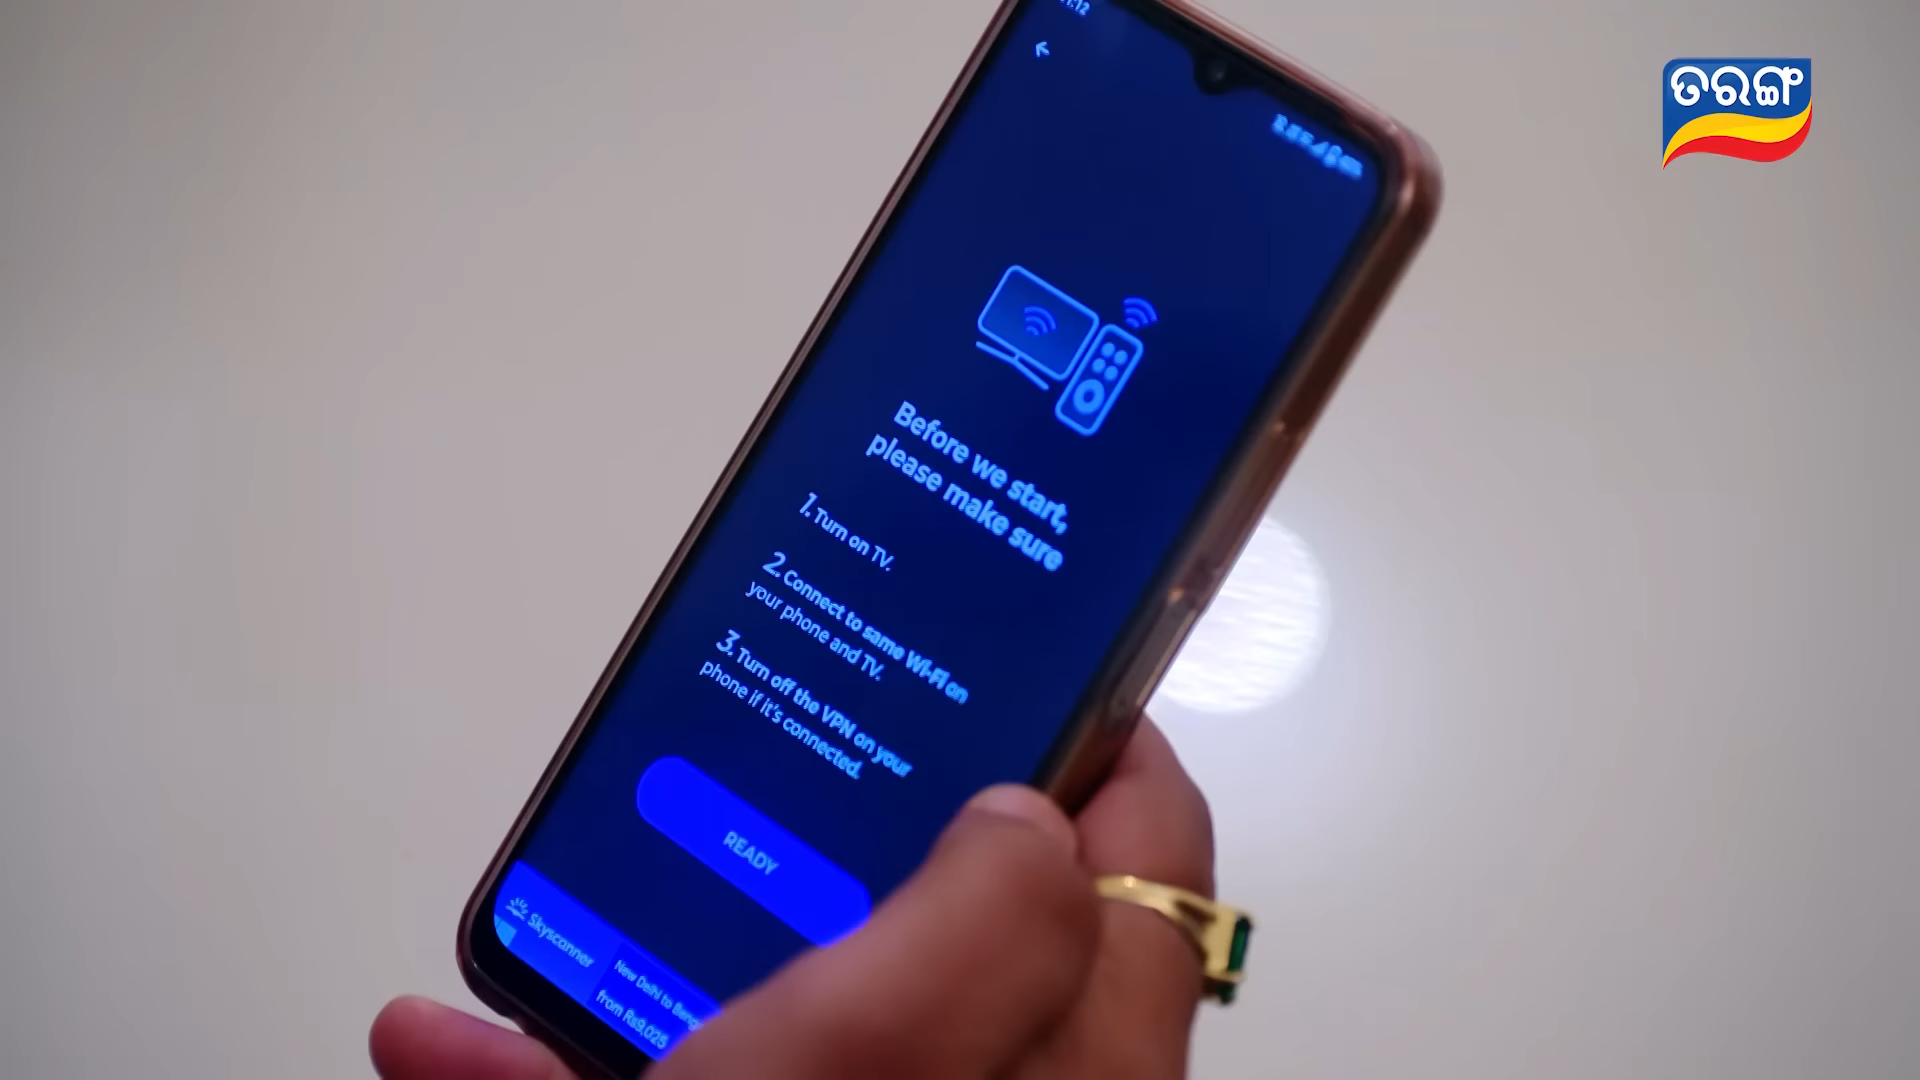 ତରଙ୍ଗ
Before we start,
please make sure
1. Turn on TV.
2. Connect to same Wi-Fi on
your phone and TV.
3. Turn off the VPN on your
phone if it's connected.
READY
Skyscanner
New Delhi to
from Rs9,025